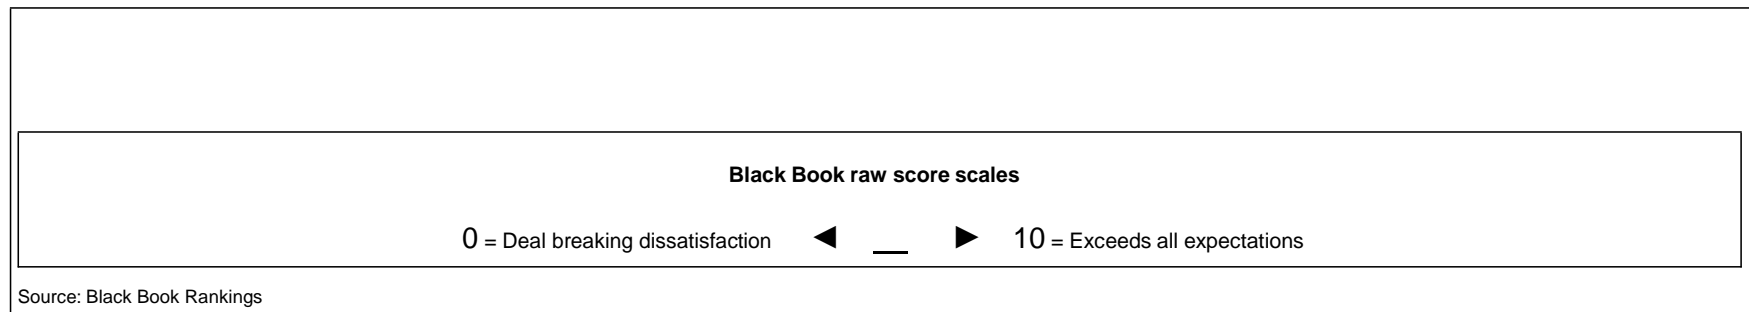 Black Book raw score scales
0 = Deal breaking dissatisfaction ◄ __ ► 10 = Exceeds all expectations
Source: Black Book Rankings